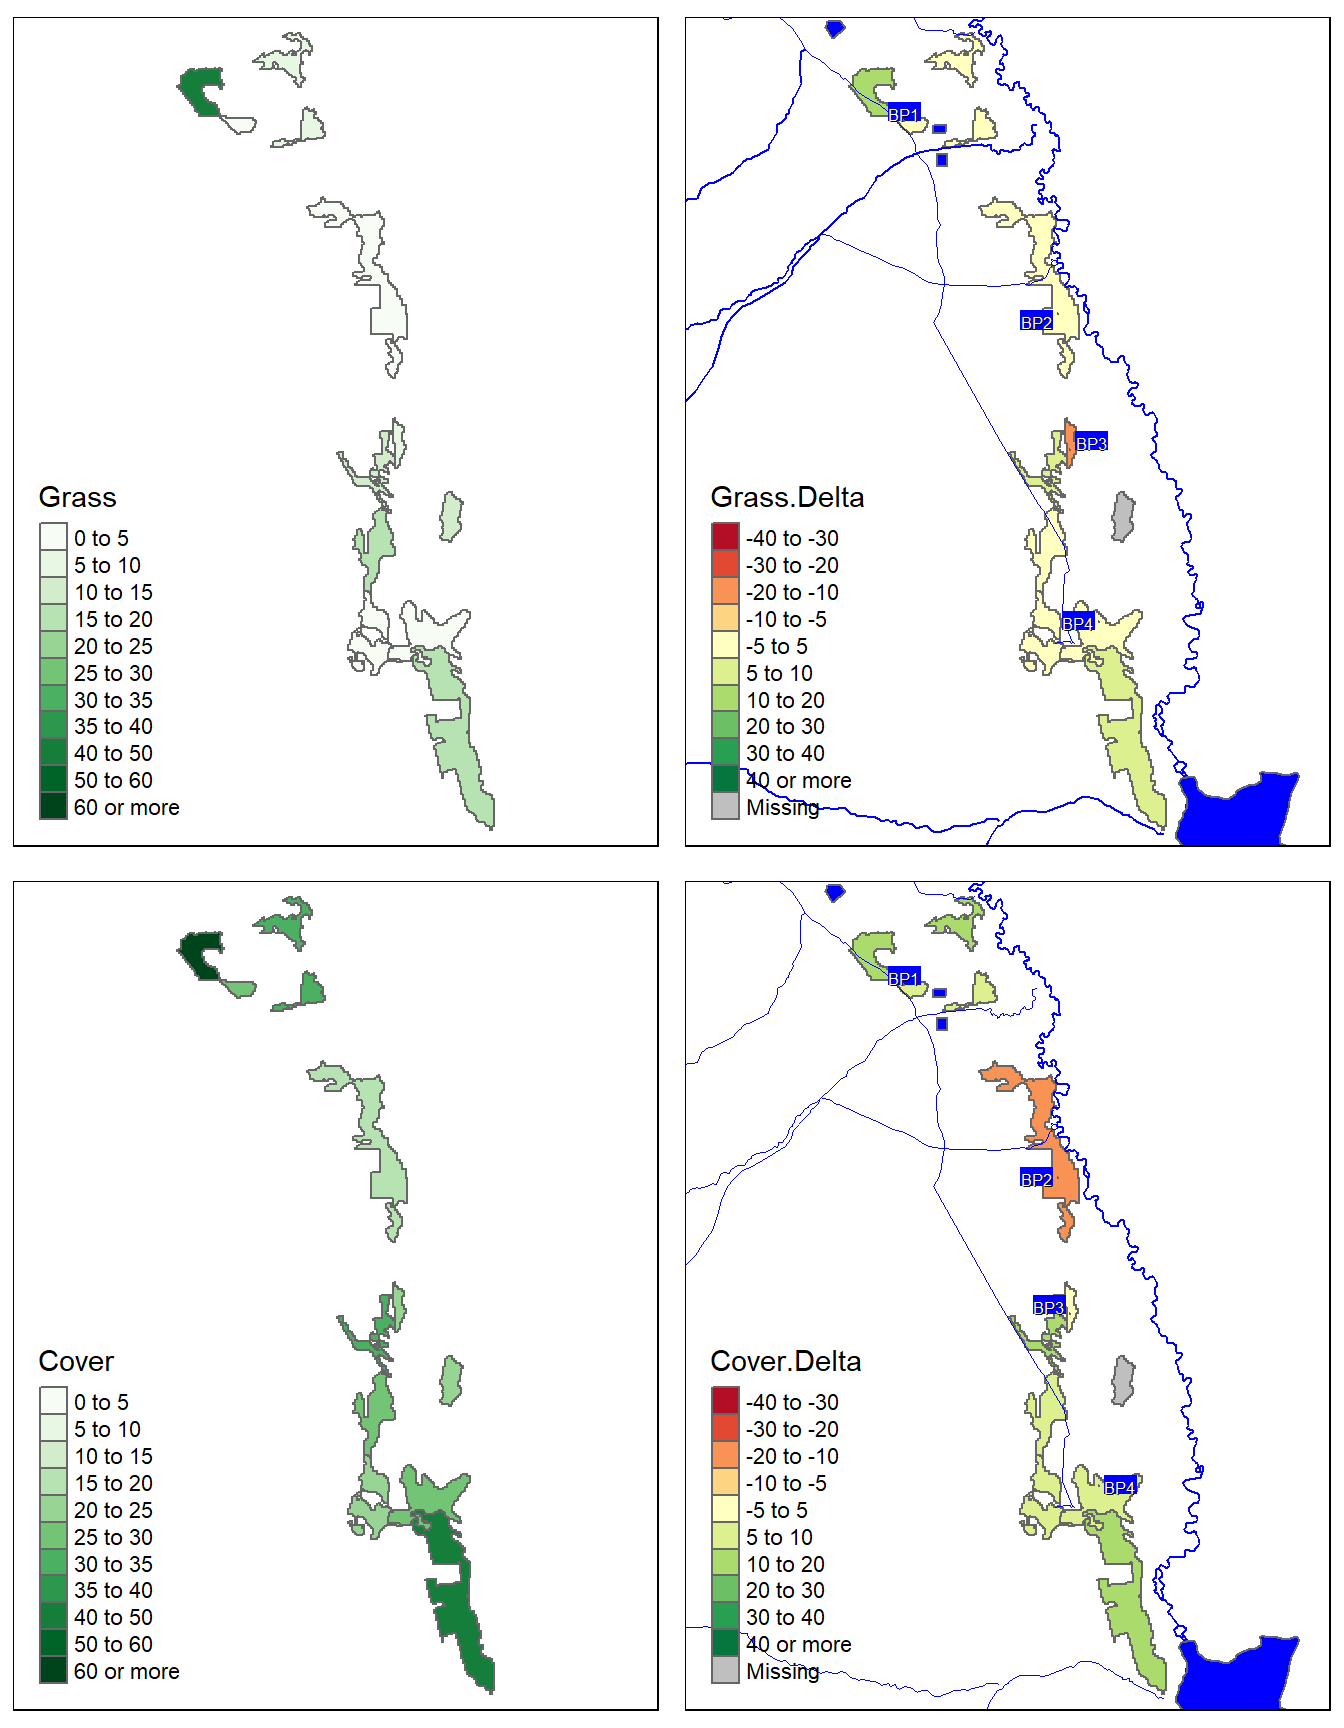 Grass
0 to 5
5 to 10
10 to 15
15 to 20
20 to 25
25 to 30
30 to 35
35 to 40
40 to 50
50 to 60
60 or more
BP1
BP2
BP3
BP4
Grass.Delta
-40 to -30
-30 to -20
-20 to -10
-10 to -5
-5 to 5
5 to 10
10 to 20
20 to 30
30 to 40
40 or more
Missing
Cover
0 to 5
5 to 10
10 to 15
15 to 20
20 to 25
25 to 30
30 to 35
35 to 40
40 to 50
50 to 60
60 or more
BP1
BP2
BP3
BP4
Cover.Delta
-40 to -30
-30 to -20
-20 to -10
-10 to -5
-5 to 5
5 to 10
10 to 20
20 to 30
30 to 40
40 or more
Missing